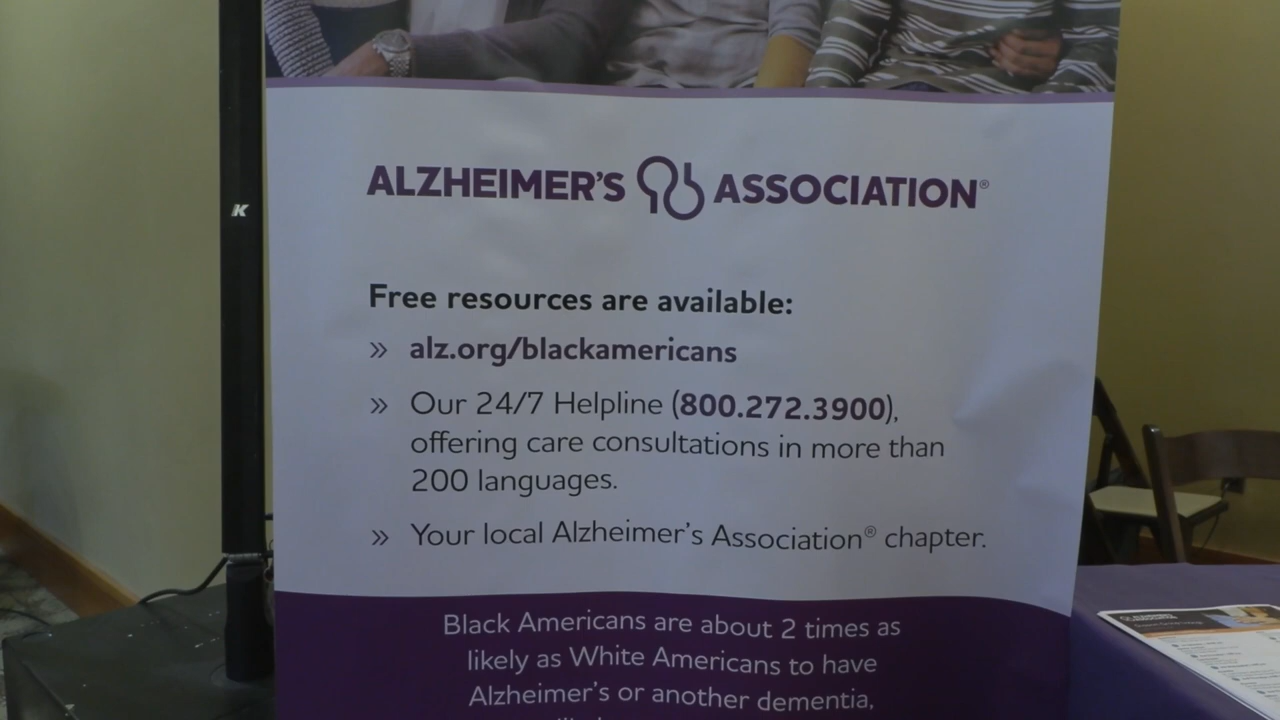 ALZHEIMER'S ASSOCIATION®
K
Free resources are available:
» alz.org/blackamericans
» Our 24/7 Helpline (800.272.3900),
offering care consultations in more than
200 languages.
» Your local Alzheimer's Association® chapter.
Black Americans are about 2 times as
likely as White Americans to have
Alzheimer's or another dementia,